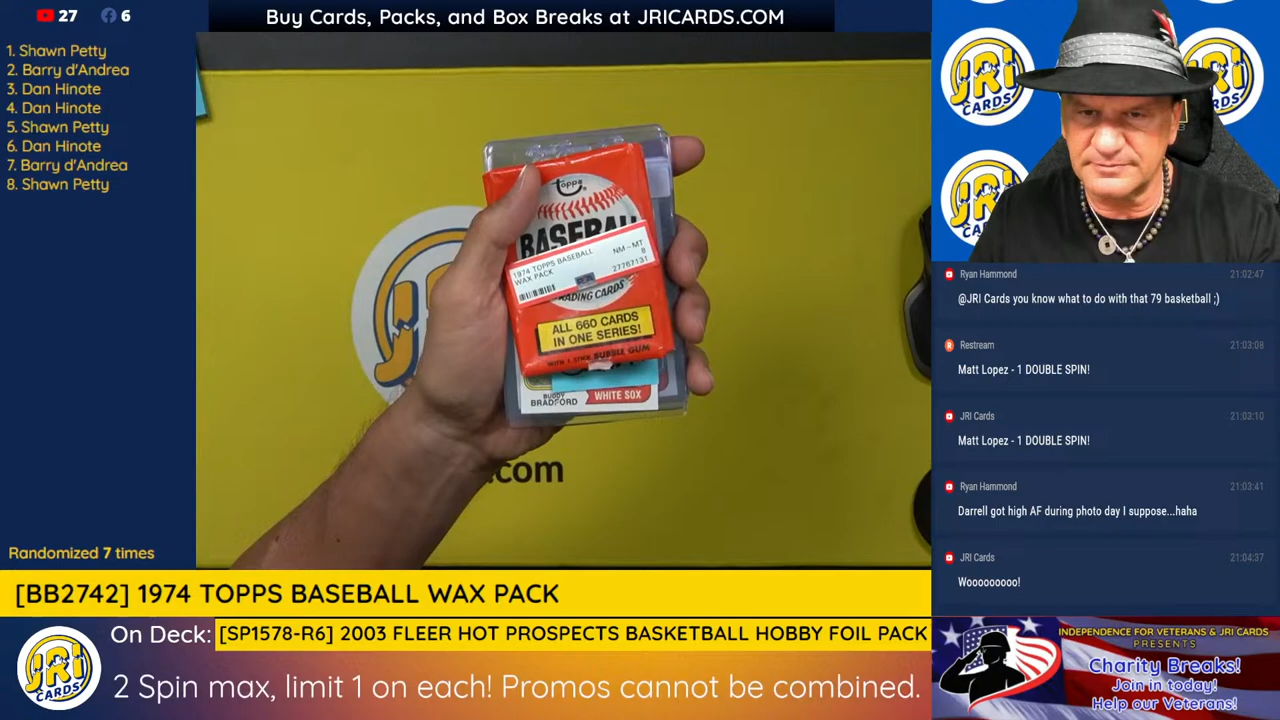 27 6
Buy Cards, Packs, and Box Breaks at JRICARDS.COM
1. Shawn Petty
2. Barry d'Andrea
3. Dan Hinote
4. Dan Hinote
5. Shawn Petty
6. Dan Hinote
7. Barry d'Andrea
8. Shawn Petty
Randomized 7 times
topps
BASEBALL
1974 TOPPS BASEBALL
WAX PACK
NM-MT
8
27767131
TRADING CARDS
ALL 660 CARDS
IN ONE SERIES!
WITH 1 STICK BUBBLE GUM
BUDDY
BRADFORD
WHITE SOX
.com
JRI
CARDS
JRI
Ryan Hammond 21:02:47
@JRI Cards you know what to do with that 79 basketball ;)
Restream 21:03:08
Matt Lopez - 1 DOUBLE SPIN!
JRI Cards 21:03:10
Matt Lopez - 1 DOUBLE SPIN!
Ryan Hammond 21:03:41
Darrell got high AF during photo day I suppose...haha
JRI Cards 21:04:37
Wooooooooo!
[BB2742] 1974 TOPPS BASEBALL WAX PACK
On Deck: [SP1578-R6] 2003 FLEER HOT PROSPECTS BASKETBALL HOBBY FOIL PACK
JRI
CARDS
2 Spin max, limit 1 on each! Promos cannot be combined.
INDEPENDENCE FOR VETERANS & JRI CARDS
PRESENTS
Charity Breaks!
Join in today!
Help our Veterans!